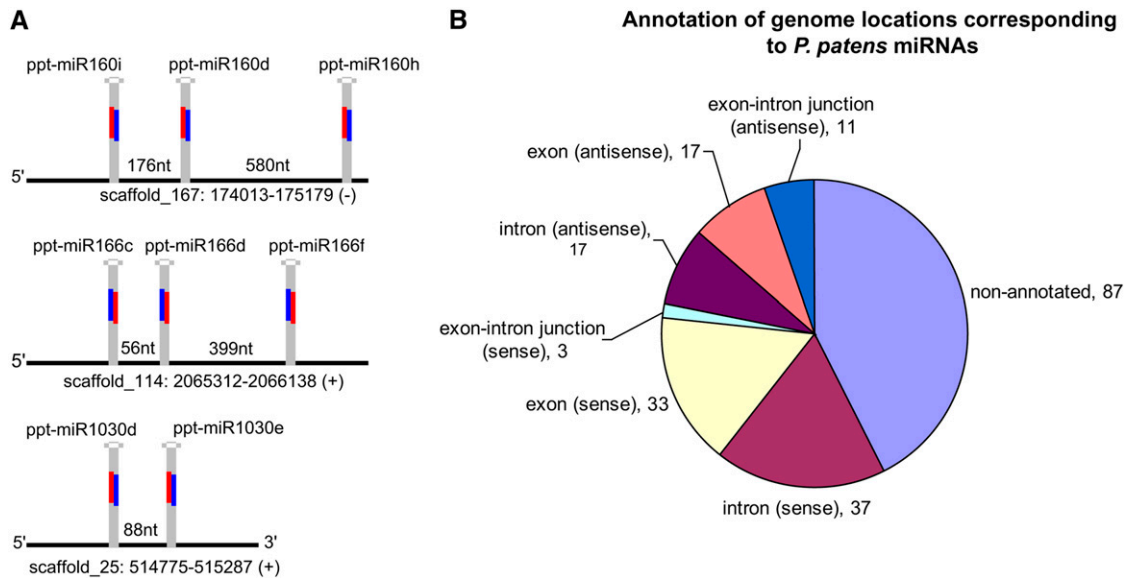 A
ppt-miR160i ppt-miR160d ppt-miR160h
176nt 580nt
5'
scaffold_167: 174013-175179 (-)
ppt-miR166c ppt-miR166d ppt-miR166f
56nt 399nt
5'
scaffold_114: 2065312-2066138 (+)
ppt-miR1030d ppt-miR1030e
88nt
5' 3'
scaffold_25: 514775-515287 (+)
B
Annotation of genome locations corresponding
to P. patens miRNAs
exon-intron junction
(antisense), 11
exon (antisense), 17
intron (antisense),
17
non-annotated, 87
exon-intron junction
(sense), 3
exon (sense), 33
intron (sense), 37